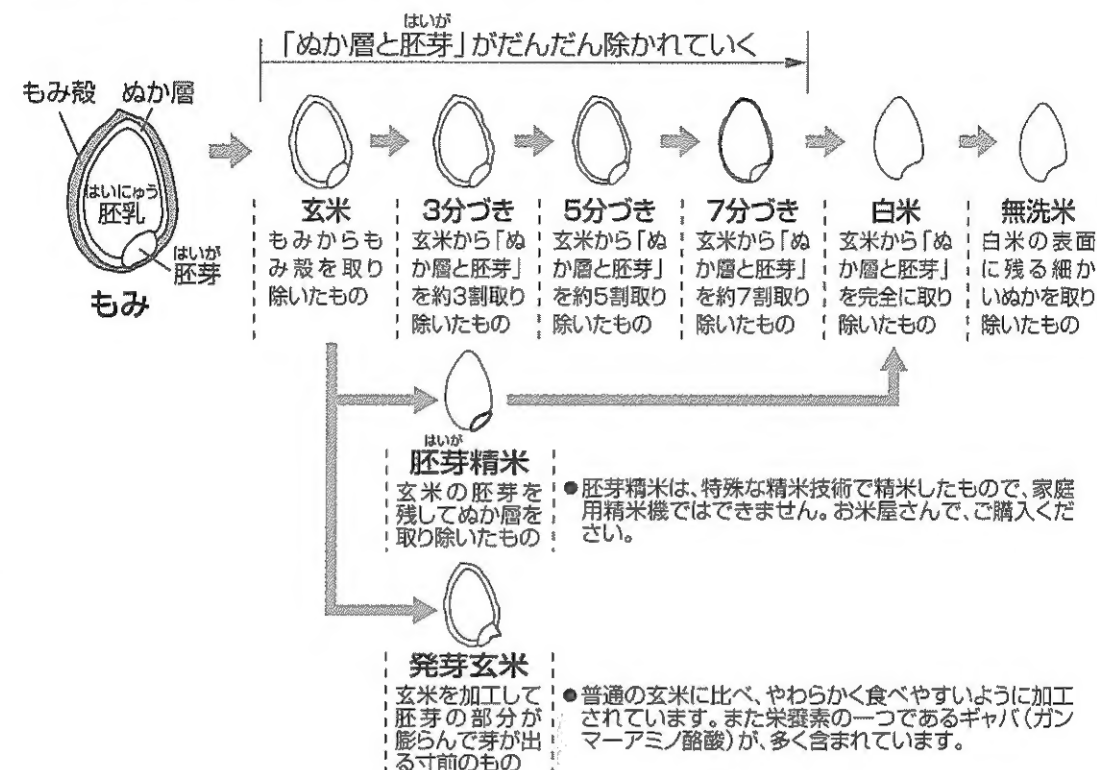 はいが
「ぬか層と胚芽」がだんだん除かれていく
もみ殻 ぬか層
はいにゅう
胚乳
はいが
胚芽
もみ
玄米
もみからも
み殻を取り
除いたもの
3分づき
玄米から「ぬ
か層と胚芽」
を約3割取り
除いたもの
5分づき
玄米から「ぬ
か層と胚芽」
を約5割取り
除いたもの
7分づき
玄米から「ぬ
か層と胚芽」
を約7割取り
除いたもの
白米
玄米から「ぬ
か層と胚芽」
を完全に取り
除いたもの
無洗米
白米の表面
に残る細か
いぬかを取り
除いたもの
はいが
胚芽精米
玄米の胚芽を
残してぬか層を
取り除いたもの
●胚芽精米は、特殊な精米技術で精米したもので、家庭
用精米機ではできません。お米屋さんで、ご購入くだ
さい。
発芽玄米
玄米を加工して
胚芽の部分が
膨らんで芽が出
る寸前のもの
●普通の玄米に比べ、やわらかく食べやすいように加工
されています。また栄養素の一つであるギャバ(ガン
マーアミノ酪酸)が、多く含まれています。